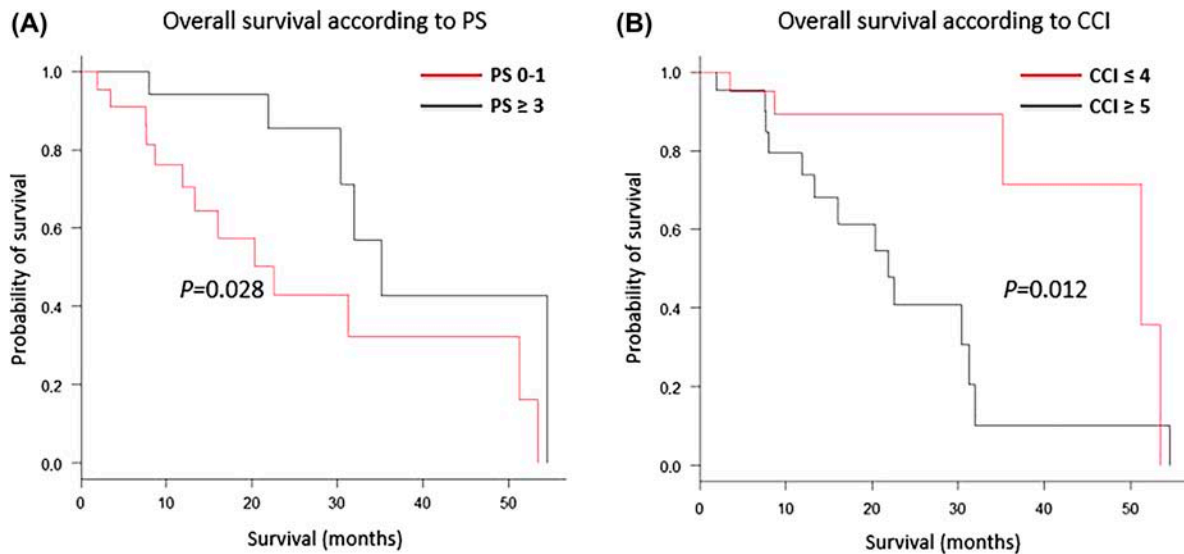 (A)
Overall survival according to PS
PS 0-1
PS ≥ 3
Probability of survival
1.0
0.8
0.6
0.4
0.2
0.0
P=0.028
0 10 20 30 40 50
Survival (months)
(B)
Overall survival according to CCI
CCI ≤ 4
CCI ≥ 5
Probability of survival
1.0
0.8
0.6
0.4
0.2
0.0
P=0.012
0 10 20 30 40 50
Survival (months)